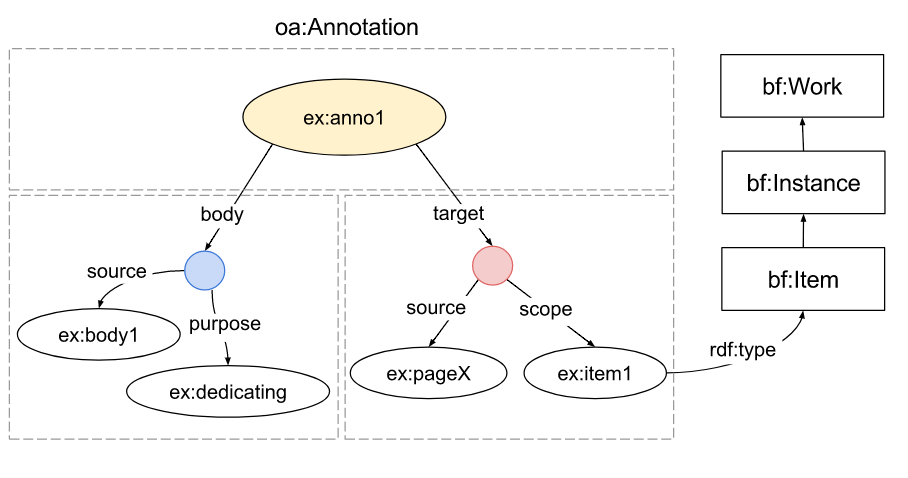 oa:Annotation
ex:anno1
bf:Work
bf:Instance
body
target
source
bf:Item
source
scope
purpose
ex:body1
rdf:type
ex:pageX
ex:item1
ex:dedicating